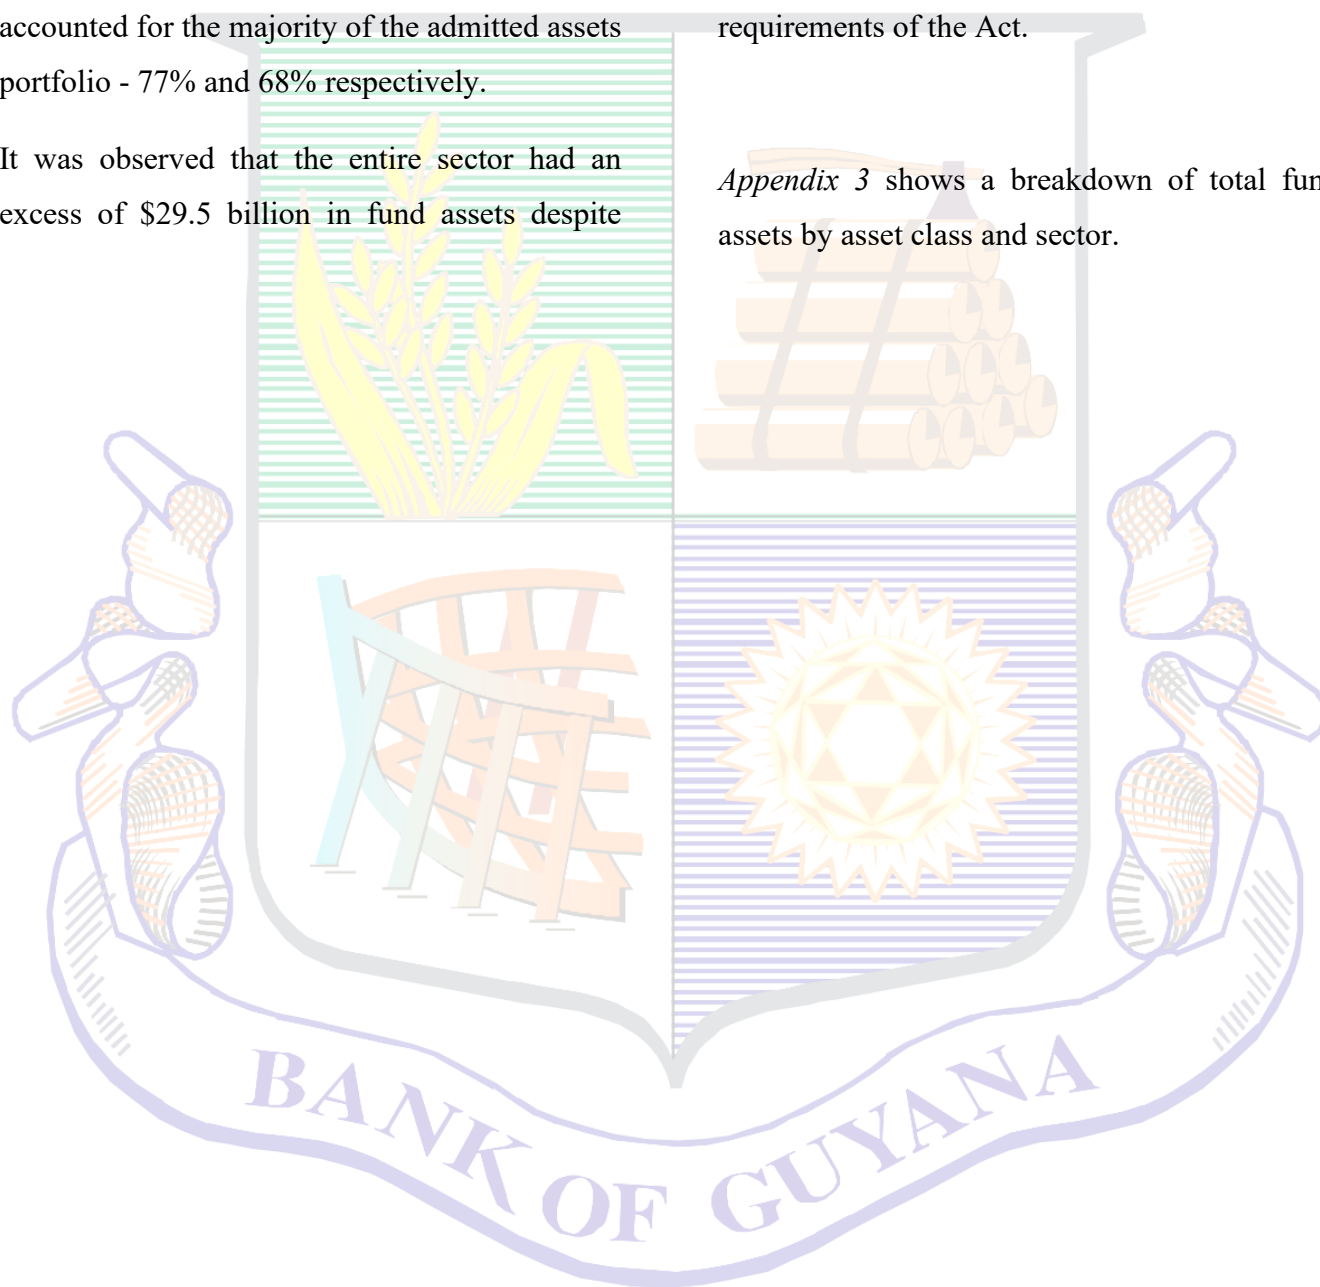 accounted for the majority of the admitted assets
portfolio - 77% and 68% respectively.
It was observed that the entire sector had an
excess of $29.5 billion in fund assets despite
requirements of the Act.
Appendix 3 shows a breakdown of total fun
assets by asset class and sector.
BANK OF GUYANA